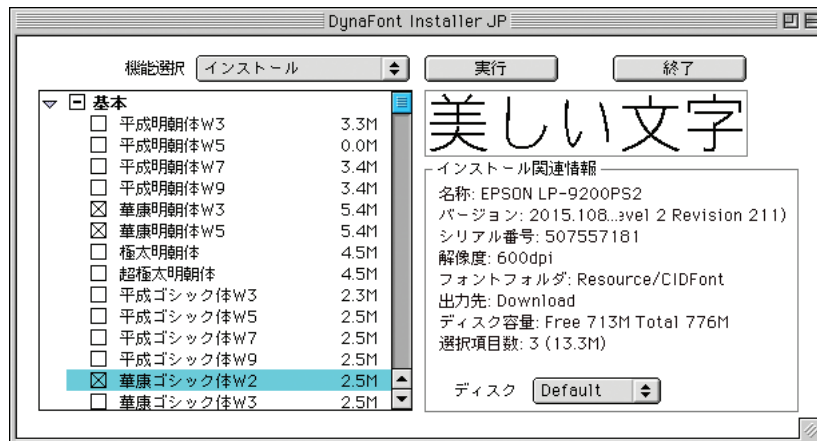 DynaFont Installer JP
機能選択 インストール 実行 終了
基本
平成明朝体W3 3.3M
平成明朝体W5 0.0M
平成明朝体W7 3.4M
平成明朝体W9 3.4M
華康明朝体W3 5.4M
華康明朝体W5 5.4M
極太明朝体 4.5M
超極太明朝体 4.5M
平成ゴシック体W3 2.3M
平成ゴシック体W5 2.5M
平成ゴシック体W7 2.5M
平成ゴシック体W9 2.5M
華康ゴシック体W2 2.5M
華康ゴシック体W3 2.5M
美しい文字
インストール関連情報
名称: EPSON LP-9200PS2
バージョン: 2015.108...evel 2 Revision 211)
シリアル番号: 507557181
解像度: 600dpi
フォントフォルダ: Resource/CIDFont
出力先: Download
ディスク容量: Free 713M Total 776M
選択項目数: 3 (13.3M)
ディスク Default